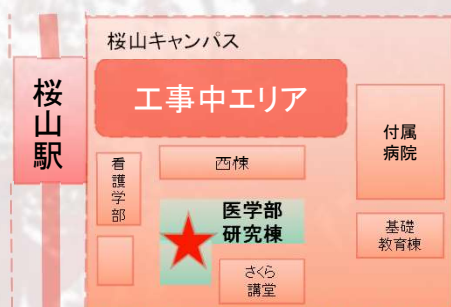 桜山キャンパス
桜山駅
工事中エリア
付属
病院
看護学部
西棟
医学部
研究棟
基礎
教育棟
さくら
講堂